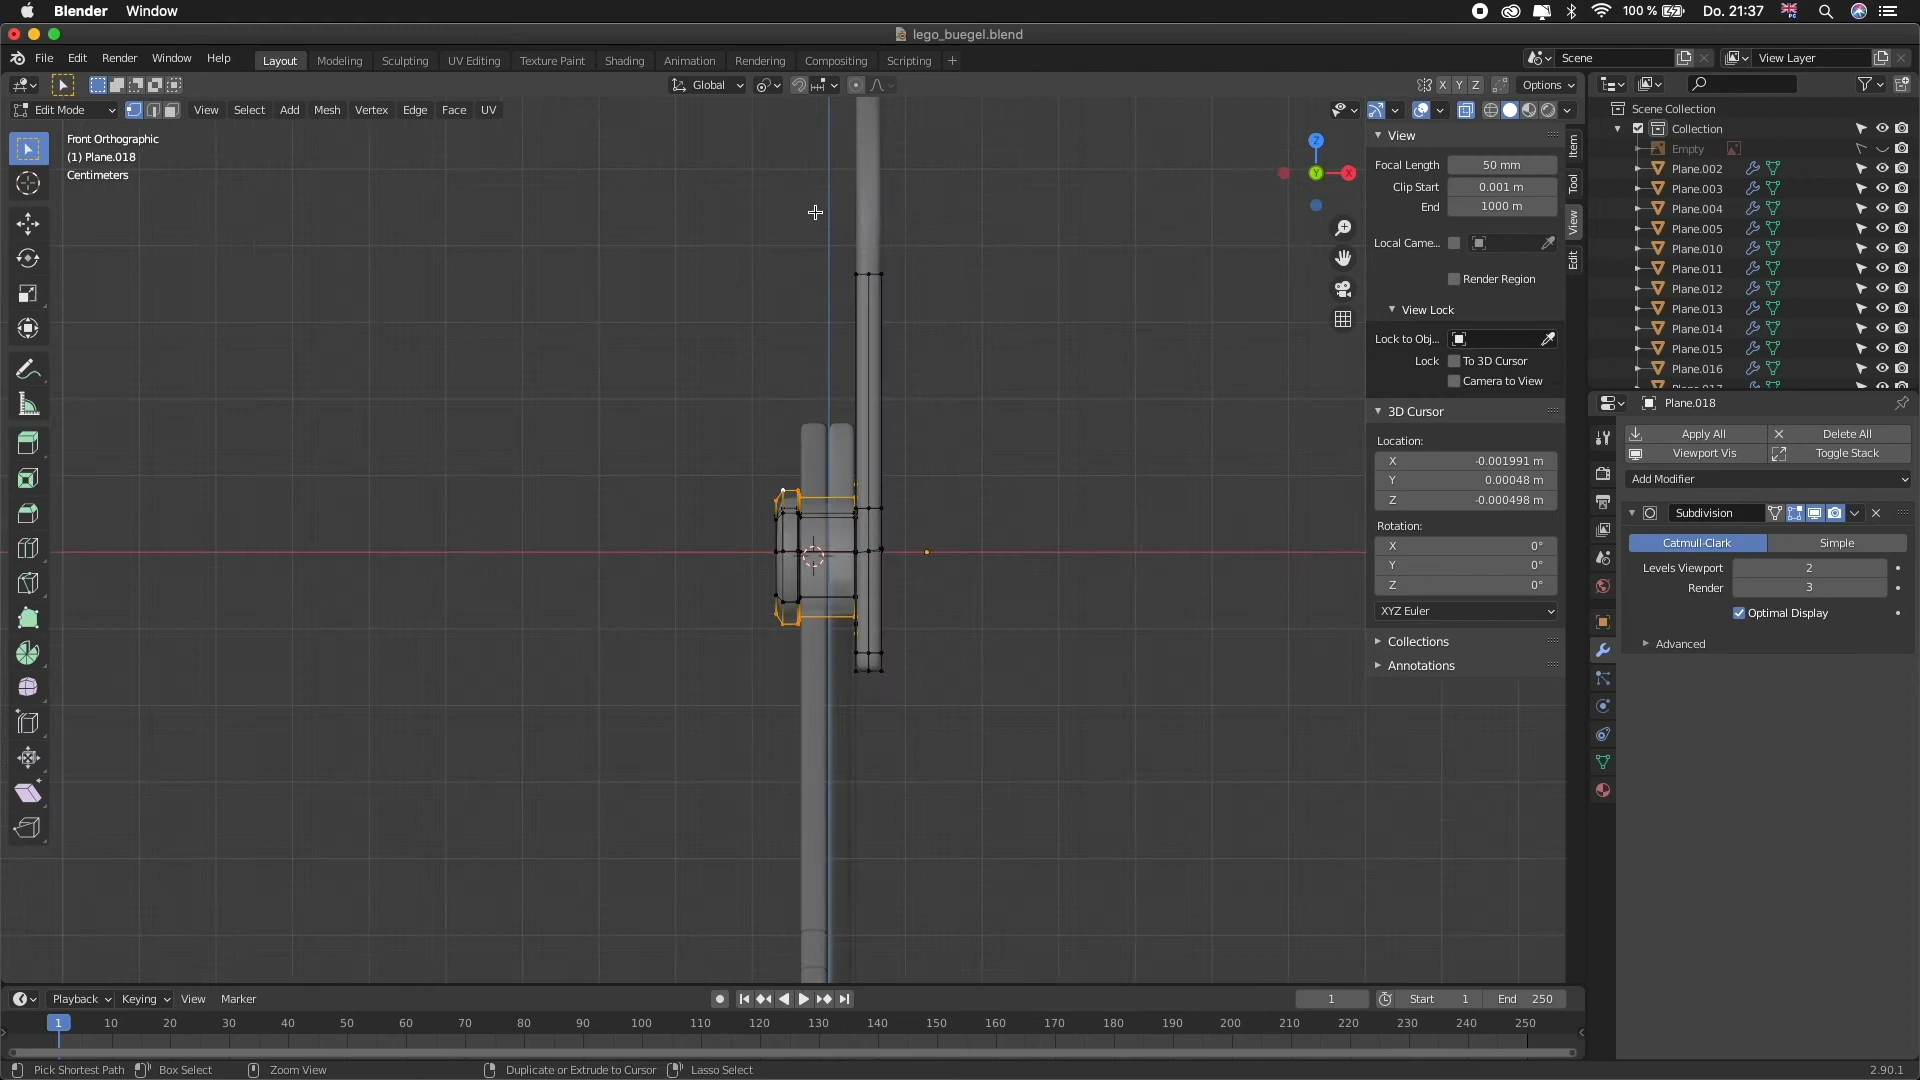 Blender Window 100 % Do. 21:37
lego_buegel.blend
File Edit Render Window Help Layout Modeling Sculpting UV Editing Texture Paint Shading Animation Rendering Compositing Scripting + Scene View Layer
Global X Y Z Options
Edit Mode View Select Add Mesh Vertex Edge Face UV
Front Orthographic
(1) Plane.018
Centimeters
Z
Y
X
View
Focal Length 50 mm
Clip Start 0.001 m
End 1000 m
Local Came...
Render Region
View Lock
Lock to Obj...
Lock To 3D Cursor
Camera to View
3D Cursor
Location:
X -0.001991 m
Y 0.00048 m
Z -0.000498 m
Rotation:
X 0°
Y 0°
Z 0°
XYZ Euler
Collections
Annotations
Item
Tool
View
Edit
Scene Collection
Collection
Empty
Plane.002
Plane.003
Plane.004
Plane.005
Plane.010
Plane.011
Plane.012
Plane.013
Plane.014
Plane.015
Plane.016
Plane.018
Apply All Delete All
Viewport Vis Toggle Stack
Add Modifier
Subdivision
Catmull-Clark Simple
Levels Viewport 2
Render 3
Optimal Display
Advanced
Playback Keying View Marker 1 Start 1 End 250
1 10 20 30 40 50 60 70 80 90 100 110 120 130 140 150 160 170 180 190 200 210 220 230 240 250
Pick Shortest Path Box Select Zoom View Duplicate or Extrude to Cursor Lasso Select 2.90.1